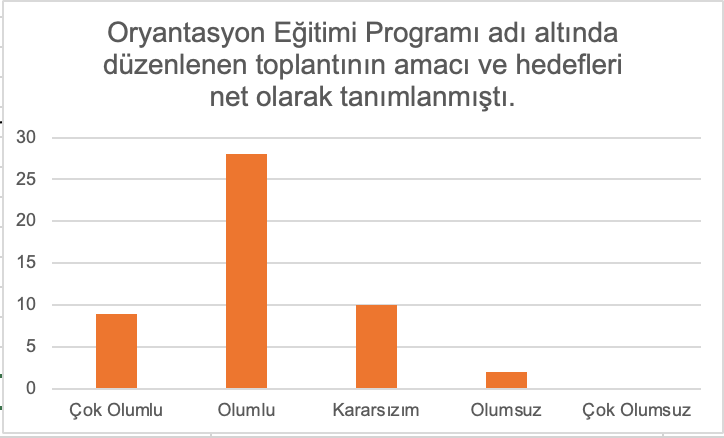 Oryantasyon Eğitimi Programı adı altında
düzenlenen toplantının amacı ve hedefleri
net olarak tanımlanmıştı.
30
25
20
15
10
5
0
Çok Olumlu Olumlu Kararsızım Olumsuz Çok Olumsuz